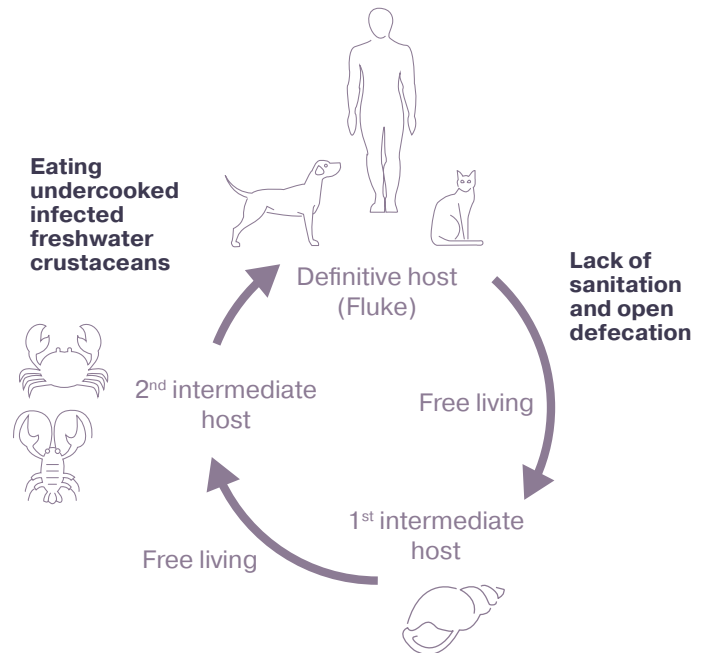 Eating
undercooked
infected
freshwater
crustaceans
Definitive host
(Fluke)
Lack of
sanitation
and open
defecation
2nd intermediate
host
Free living
1st intermediate
host
Free living